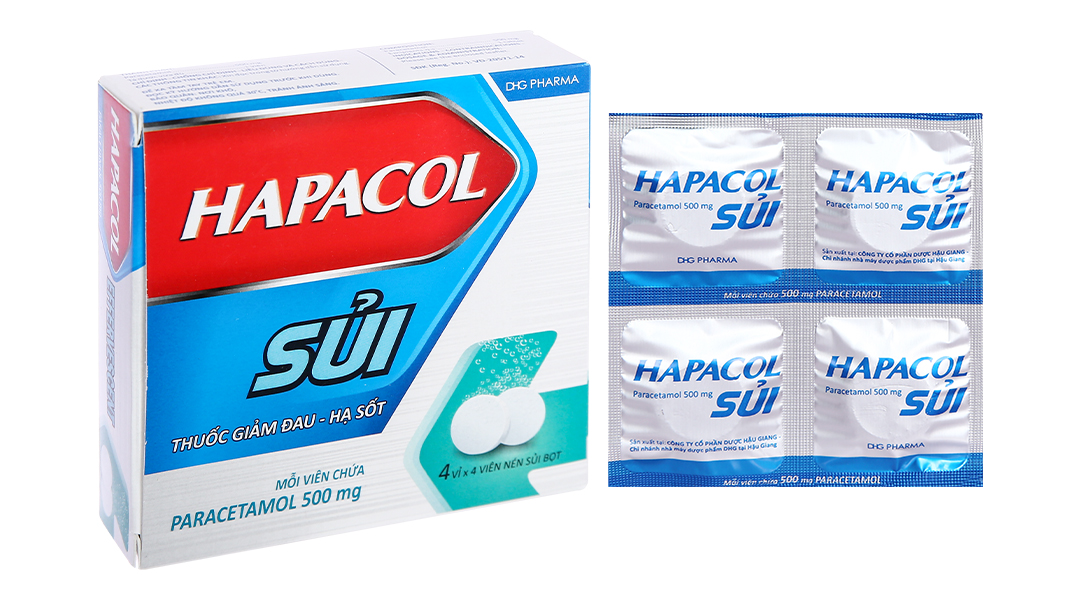 DHG PHARMA
HAPACOL
HAPACOL
SỦI
THUỐC GIẢM ĐAU - HẠ SỐT
4 VỈ x 4 VIÊN NÉN SỦI BỌT
MỖI VIÊN CHỨA
PARACETAMOL 500 mg
HAPACOL
Paracetamol 500 mg SỦI
DHG PHARMA
HAPACOL
Paracetamol 500 mg SỦI
Sản xuất tại: CÔNG TY CỔ PHẦN DƯỢC HẬU GIANG -
Chi nhánh nhà máy dược phẩm DHG tại Hậu Giang
Mỗi viên chứa 500 mg PARACETAMOL
HAPACOL
Paracetamol 500 mg SỦI
Sản xuất tại: CÔNG TY CỔ PHẦN DƯỢC HẬU GIANG -
Chi nhánh nhà máy dược phẩm DHG tại Hậu Giang
HAPACOL
Paracetamol 500 mg SỦI
DHG PHARMA
Mỗi viên chứa 500 mg PARACETAMOL